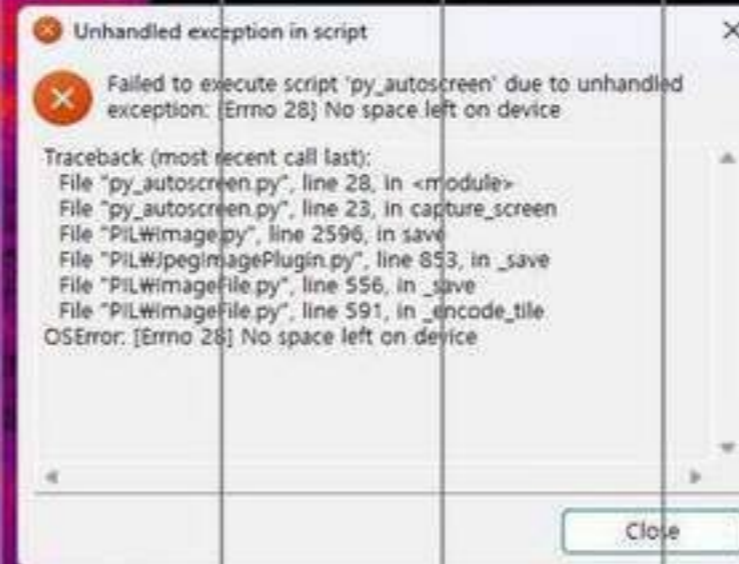 Unhandled exception in script
Failed to execute script 'py_autoscreen' due to unhandled
exception: [Errno 28] No space left on device
Traceback (most recent call last):
File "py_autoscreen.py", line 28, in <module>
File "py_autoscreen.py", line 23, in capture_screen
File "PIL₩Image.py", line 2596, in save
File "PIL₩JpegImagePlugin.py", line 853, in _save
File "PIL₩ImageFile.py", line 556, in _save
File "PIL₩ImageFile.py", line 591, in _encode_tile
OSError: [Errno 28] No space left on device
Close